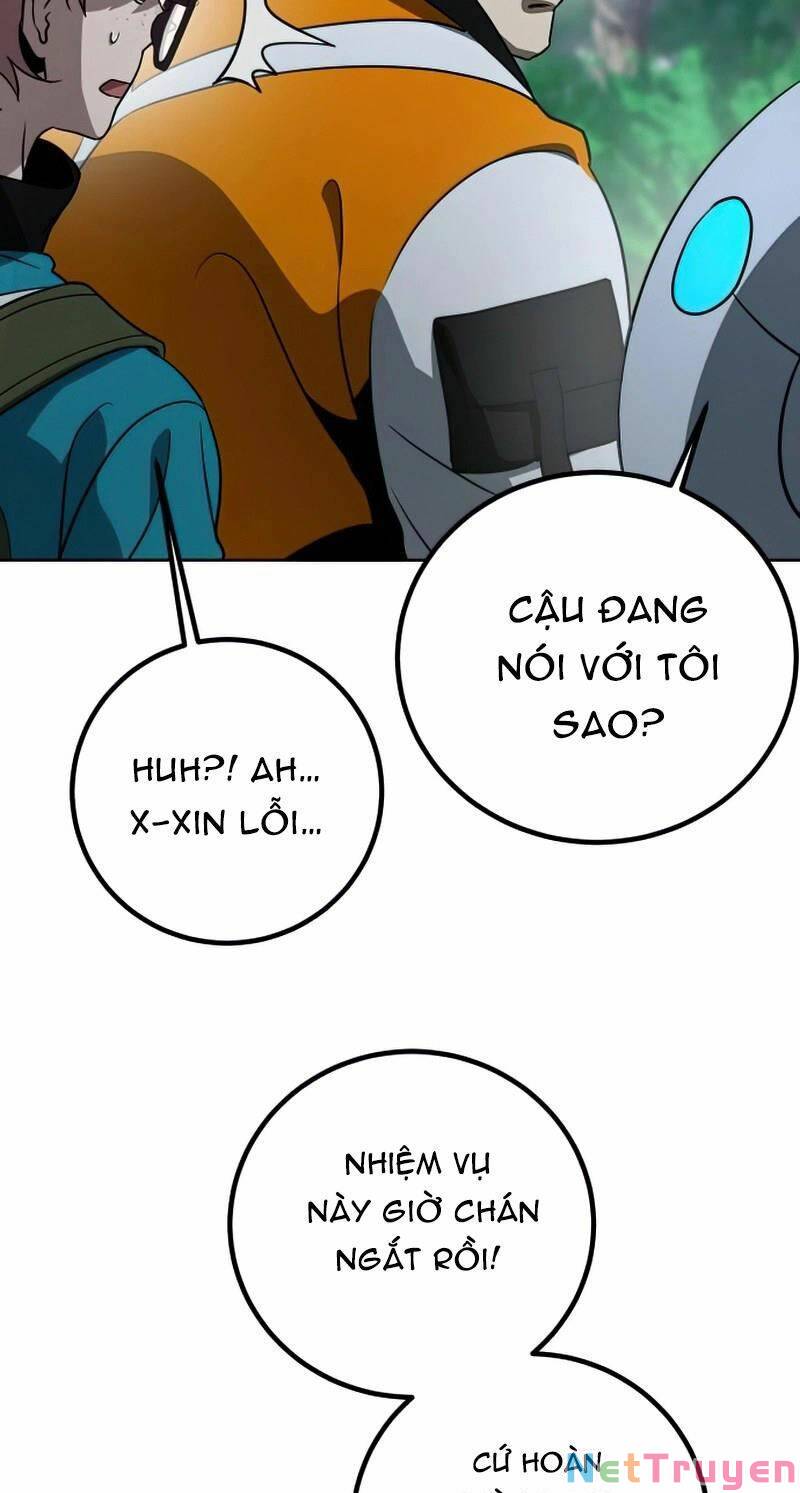 CẬU ĐANG
NÓI VỚI TÔI
SAO?
HUH?! AH...
X-XIN LỖI...
NHIỆM VỤ
NÀY GIỜ CHÁN
NGẮT RỒI!
CỨ HOÀN
NetTruyen